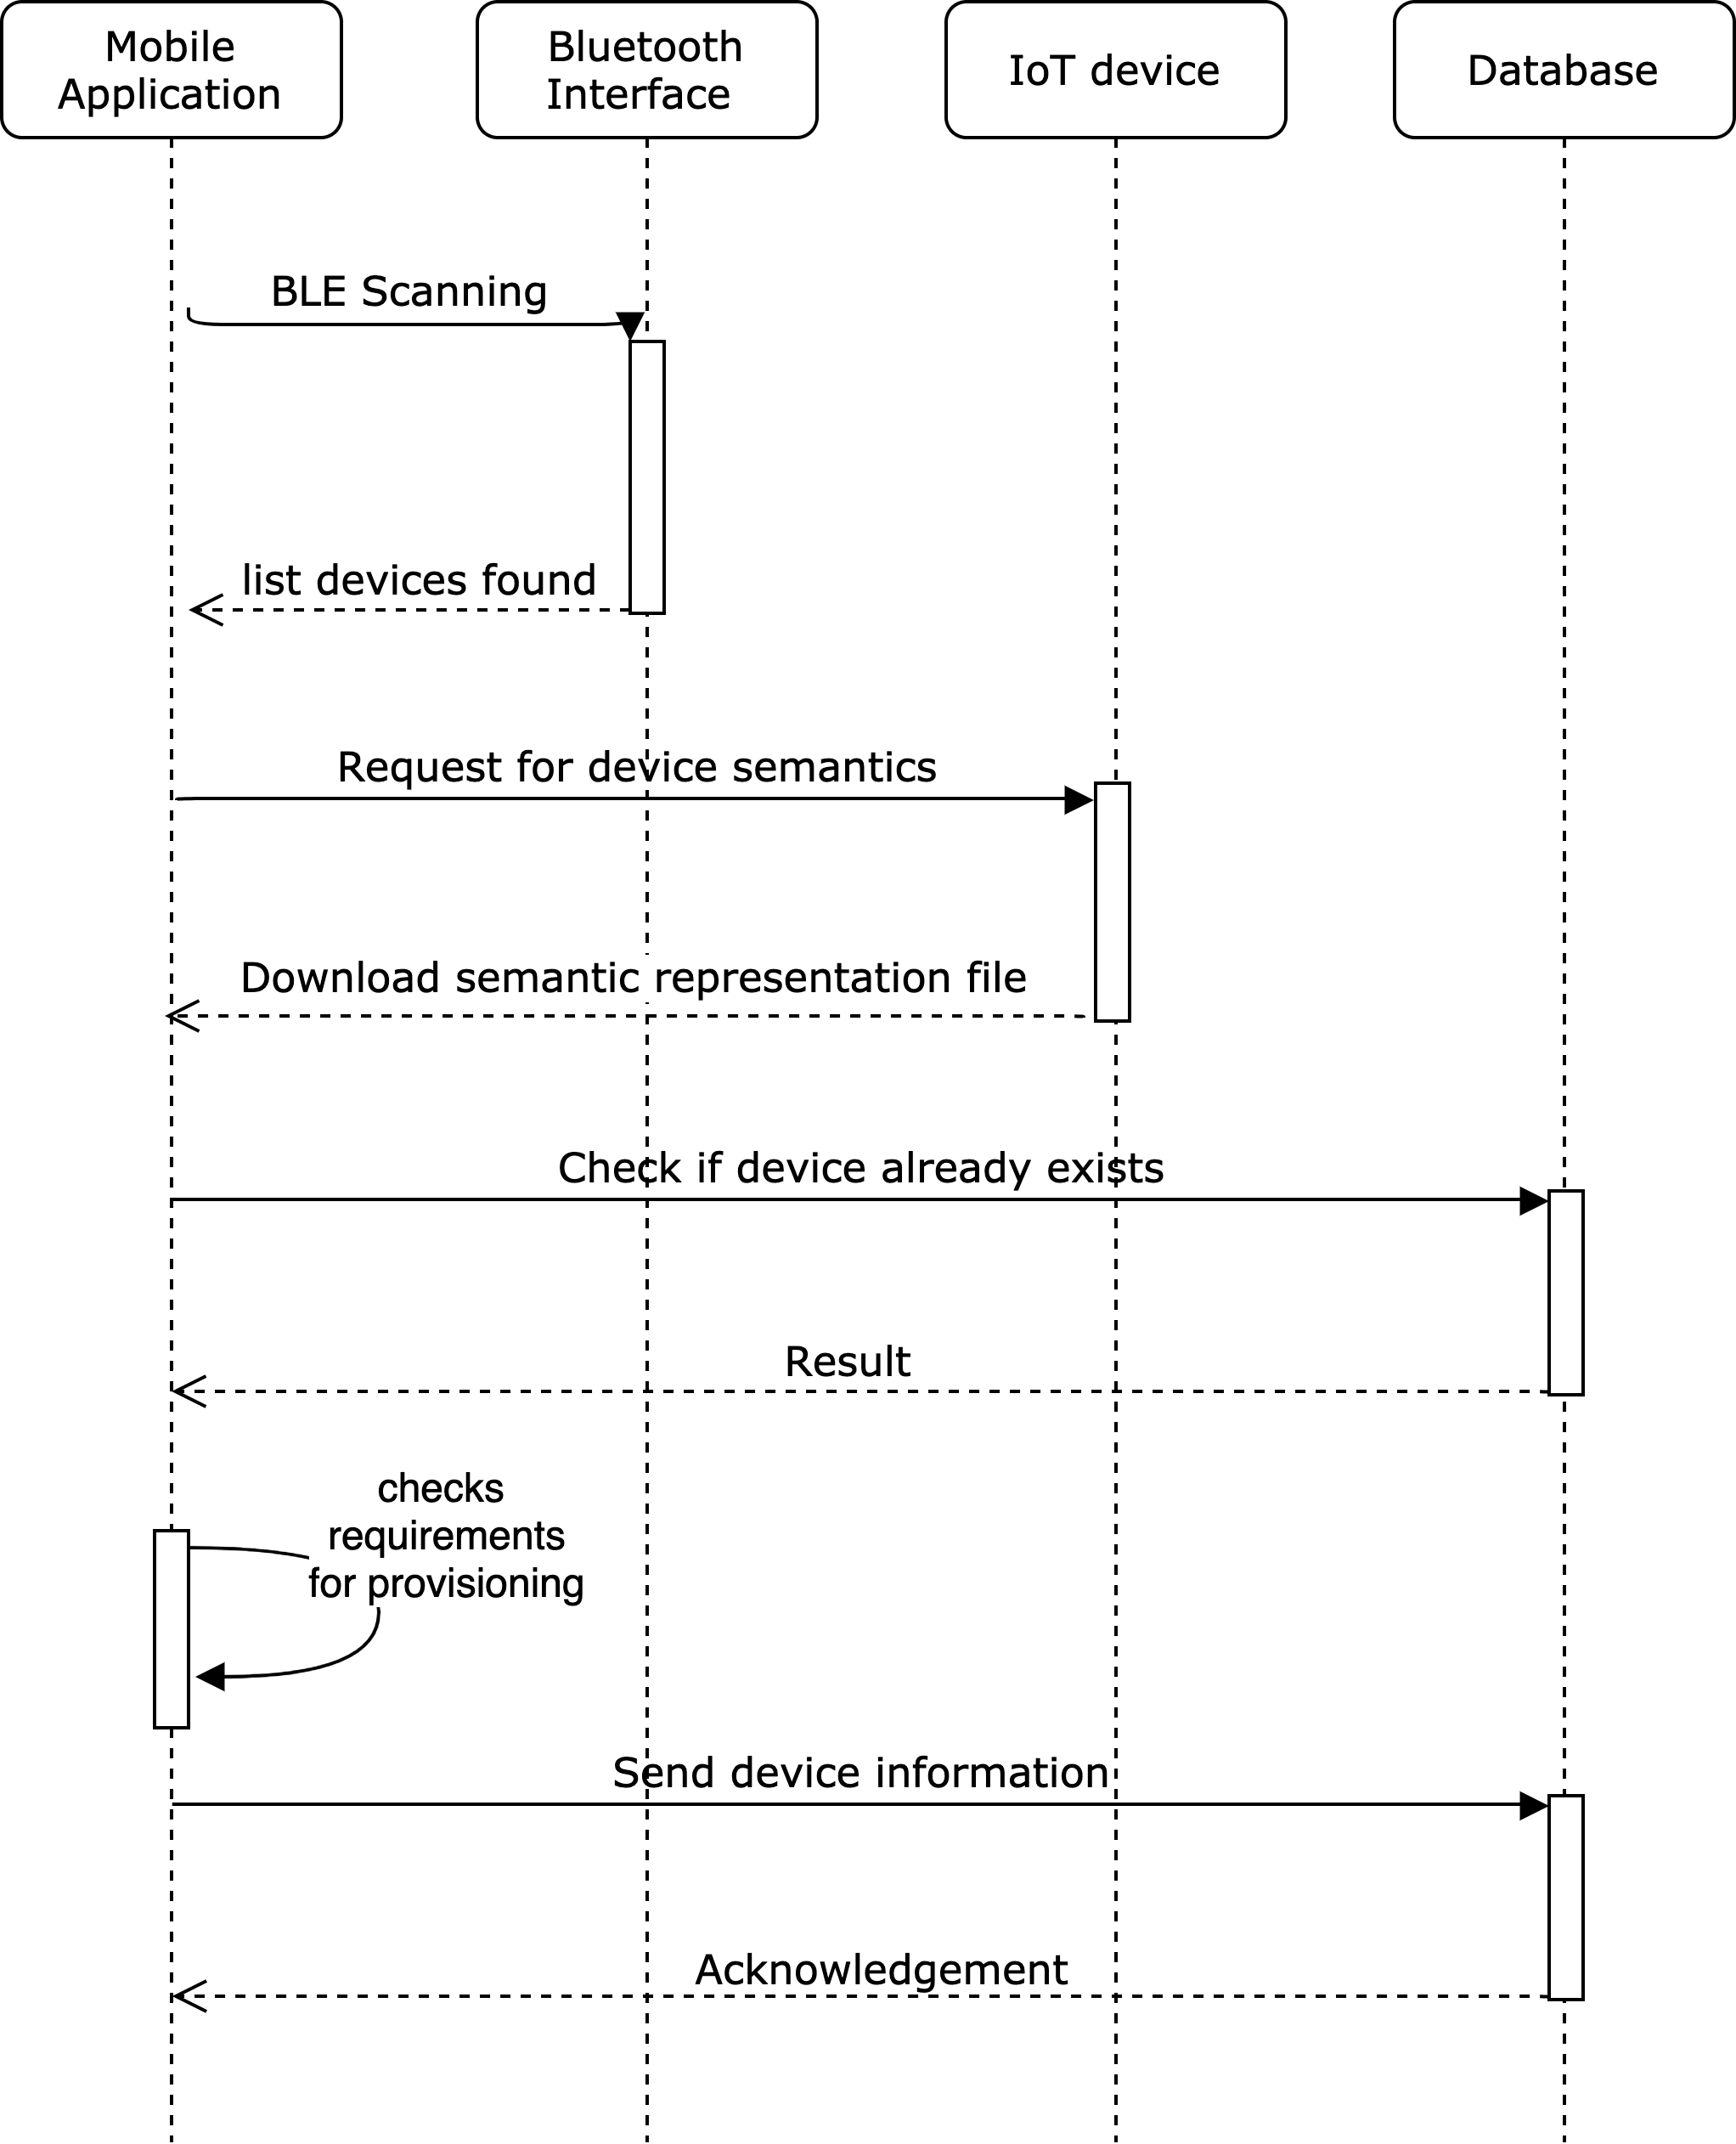 Mobile
Application
Bluetooth
Interface
IoT device
Database
BLE Scanning
list devices found
Request for device semantics
Download semantic representation file
Check if device already exists
Result
checks
requirements
for provisioning
Send device information
Acknowledgement